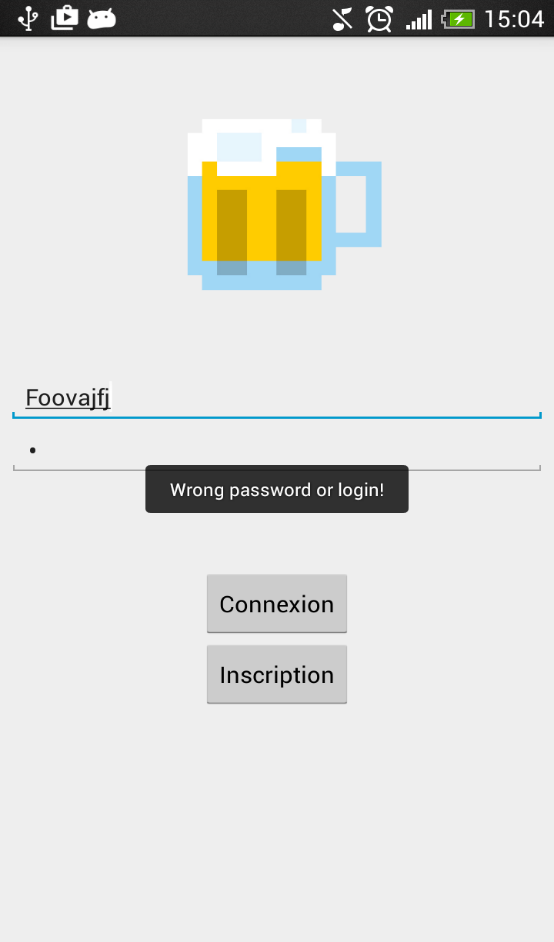 15:04
Foovajfj
•
Wrong password or login!
Connexion
Inscription